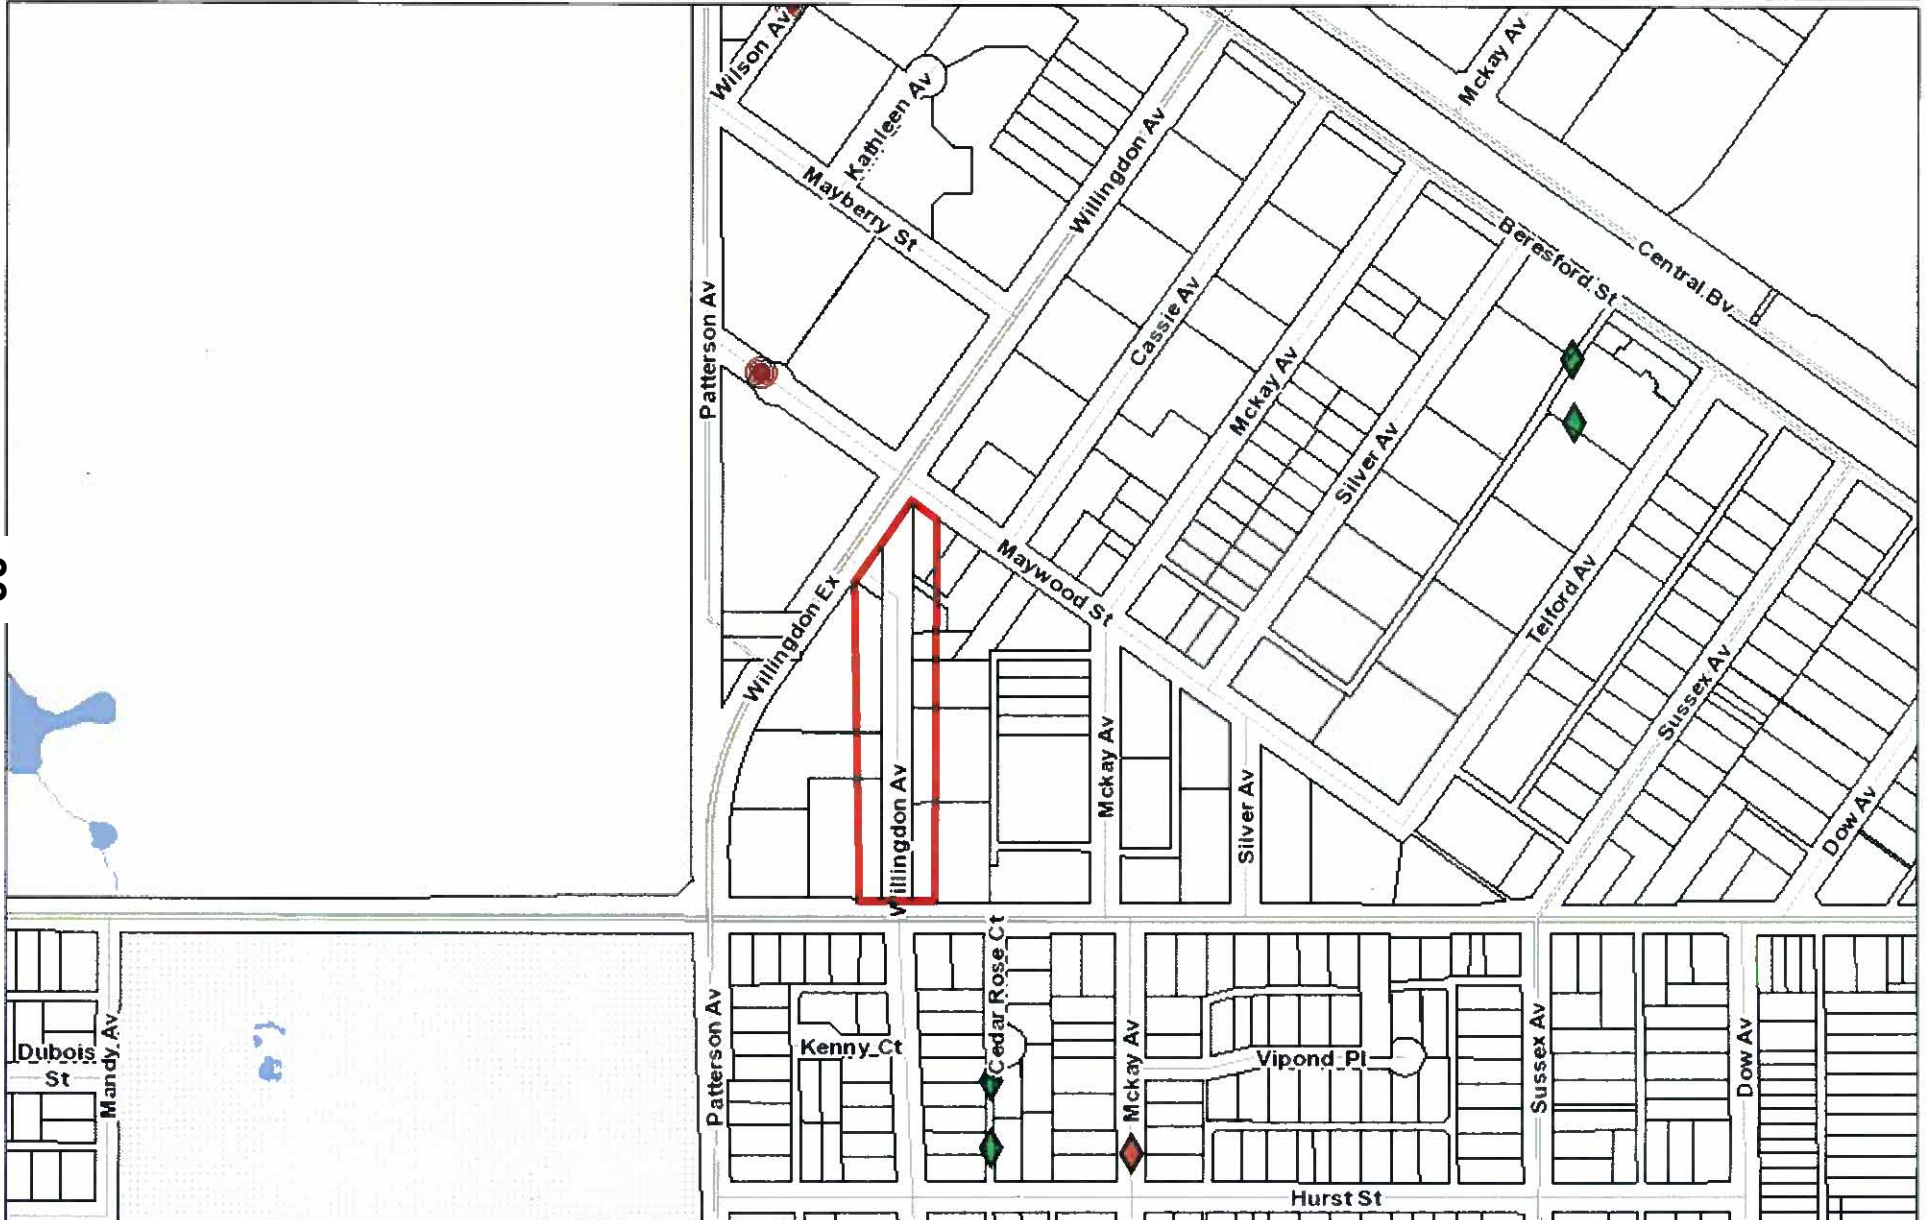 Wilson Av
Kathleen Av
Mckay Av
Mayberry St
Willingdon Av
Patterson Av
Cassie Av
Beresford St
Central Bv
Mckay Av
Silver Av
Maywood St
Willingdon Ex
Telford Av
Sussex Av
Dow Av
Willingdon Av
Mckay Av
Silver Av
Cedar Rose Ct
Patterson Av
Kenny Ct
Mckay Av
Vipond Pl
Sussex Av
Dow Av
Dubois
St
Mandy Av
Hurst St